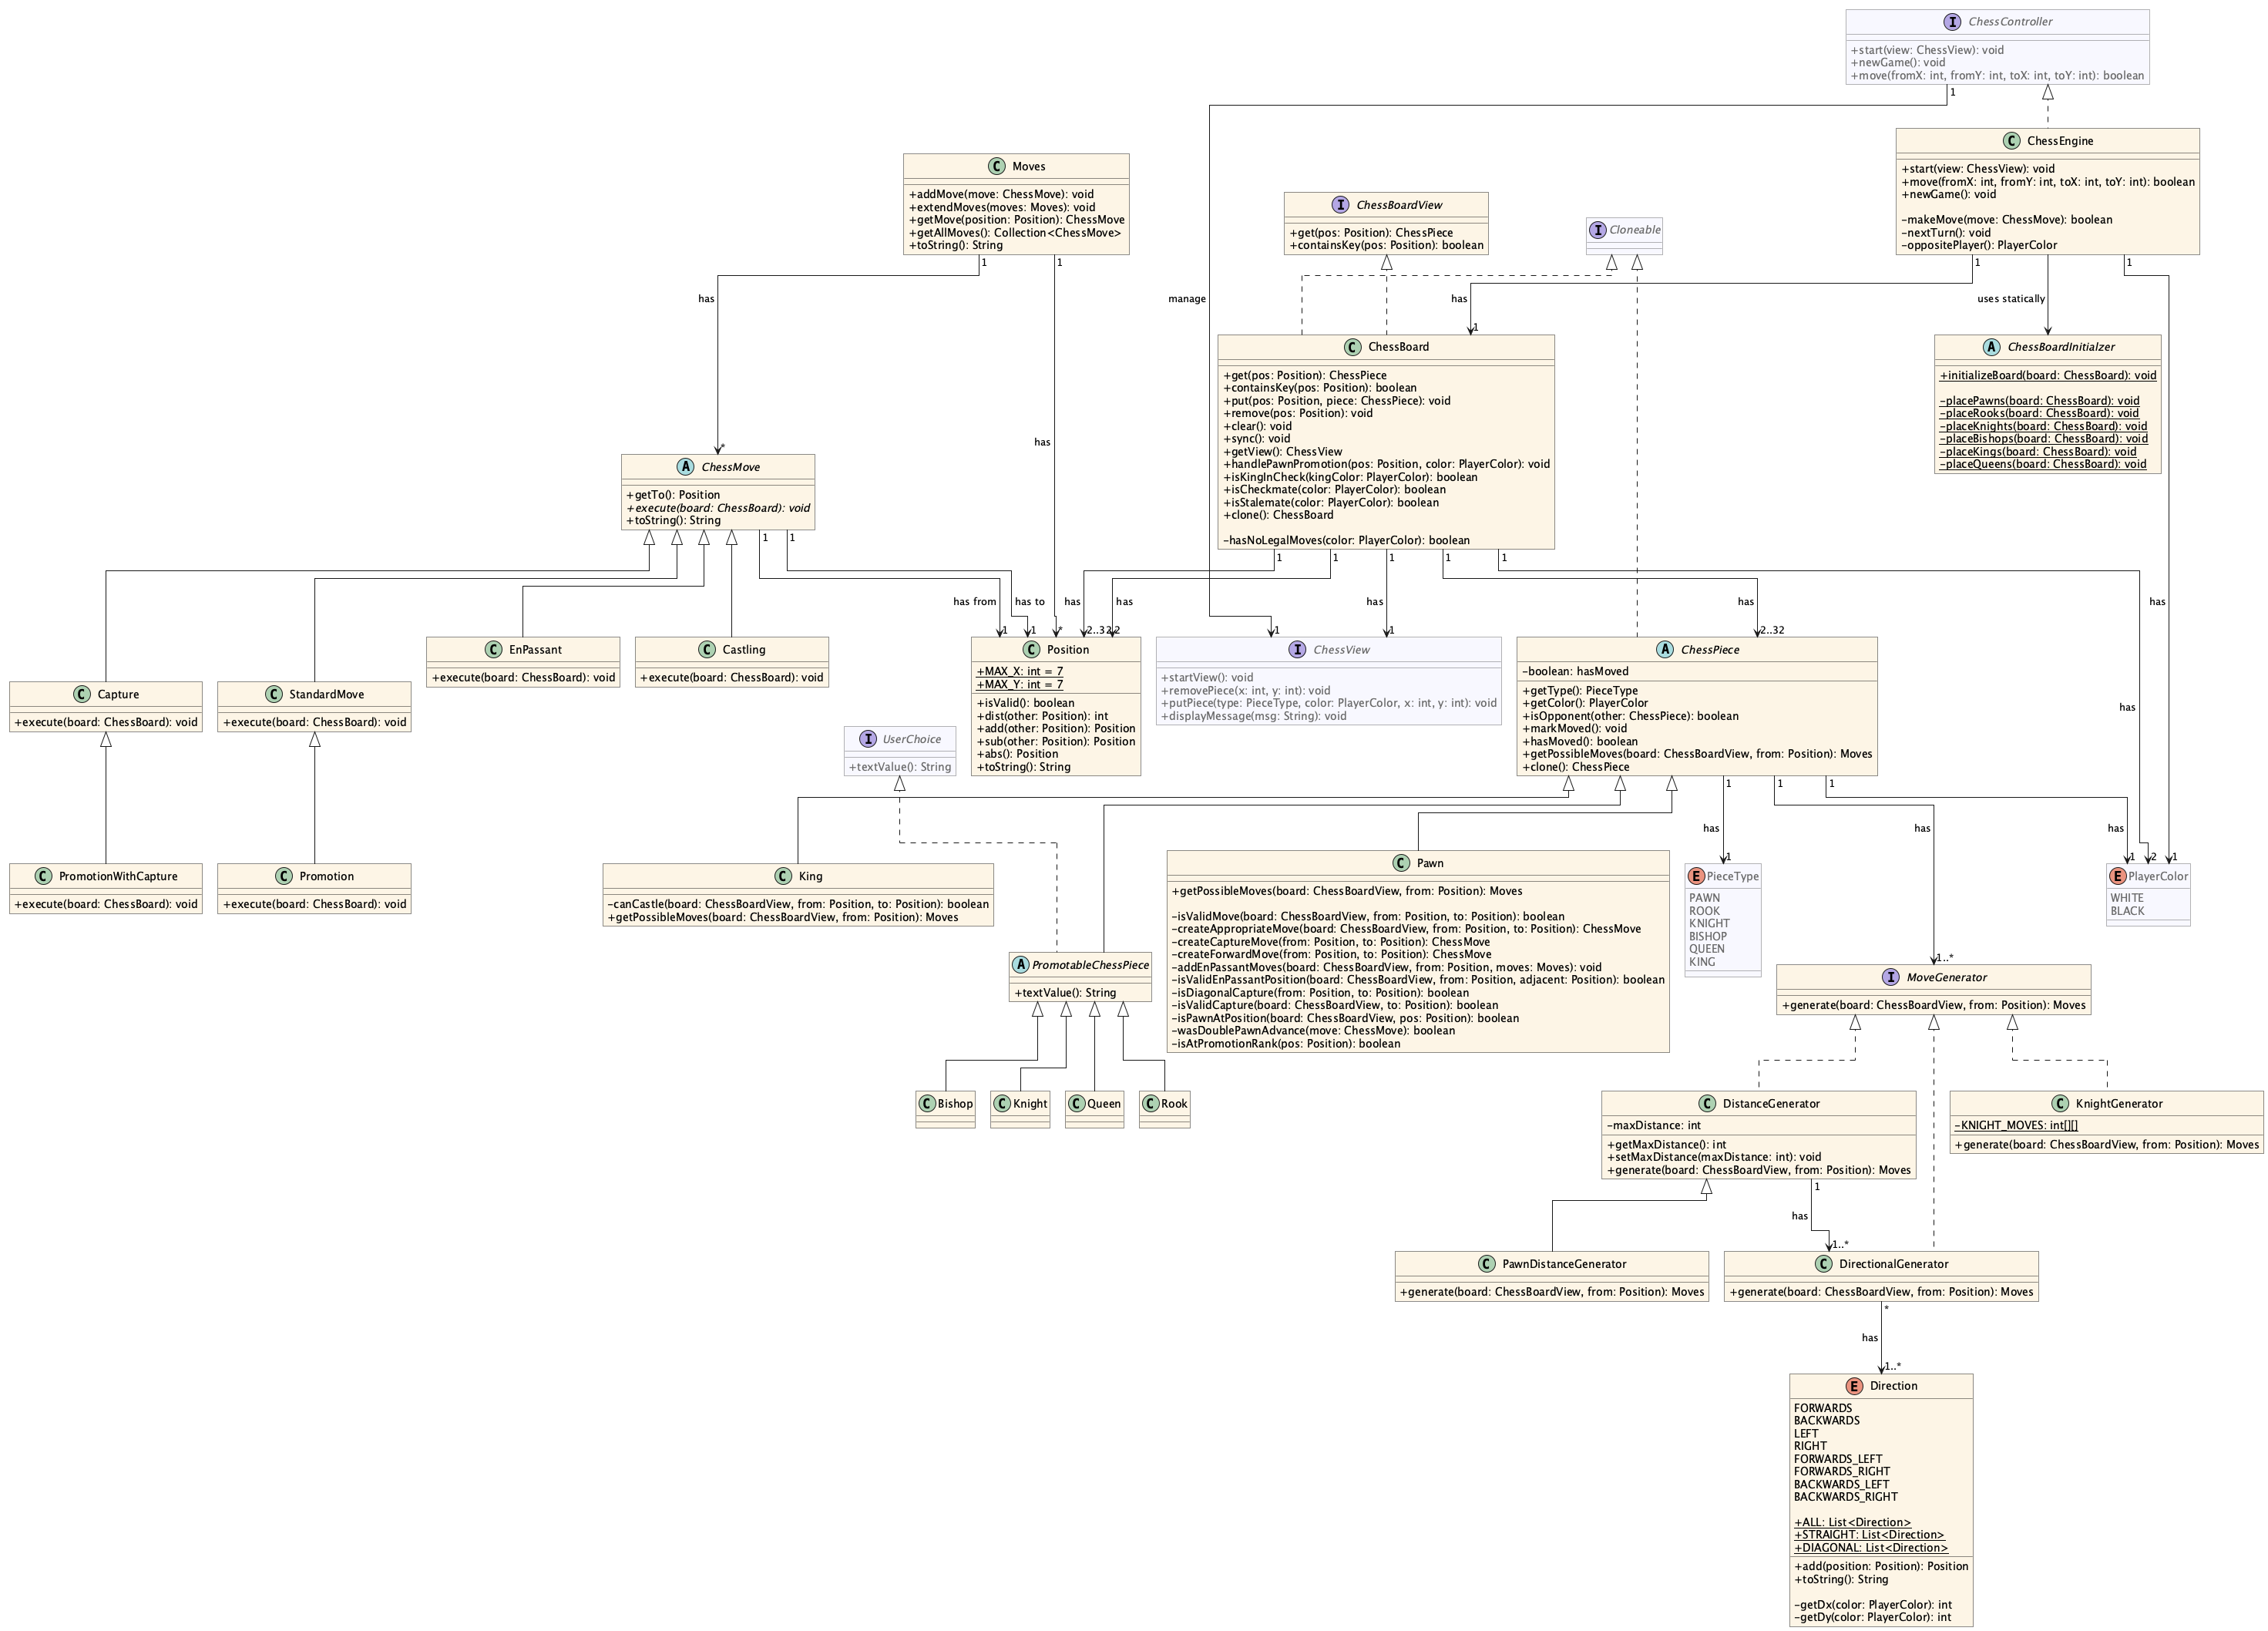 I ChessController
+start(view: ChessView): void
+newGame(): void
+move(fromX: int, fromY: int, toX: int, toY: int): boolean
1
C ChessEngine
+start(view: ChessView): void
+move(fromX: int, fromY: int, toX: int, toY: int): boolean
+newGame(): void
-makeMove(move: ChessMove): boolean
-nextTurn(): void
-oppositePlayer(): PlayerColor
1
1
C Moves
+addMove(move: ChessMove): void
+extendMoves(moves: Moves): void
+getMove(position: Position): ChessMove
+getAllMoves(): Collection<ChessMove>
+toString(): String
1
1
I ChessBoardView
+get(pos: Position): ChessPiece
+containsKey(pos: Position): boolean
I Cloneable
has
manage
has
uses statically
1
C ChessBoard
+get(pos: Position): ChessPiece
+containsKey(pos: Position): boolean
+put(pos: Position, piece: ChessPiece): void
+remove(pos: Position): void
+clear(): void
+sync(): void
+getView(): ChessView
+handlePawnPromotion(pos: Position, color: PlayerColor): void
+isKingInCheck(kingColor: PlayerColor): boolean
+isCheckmate(color: PlayerColor): boolean
+isStalemate(color: PlayerColor): boolean
+clone(): ChessBoard
-hasNoLegalMoves(color: PlayerColor): boolean
1
1
1
1
1
A ChessBoardInitialzer
+initializeBoard(board: ChessBoard): void
-placePawns(board: ChessBoard): void
-placeRooks(board: ChessBoard): void
-placeKnights(board: ChessBoard): void
-placeBishops(board: ChessBoard): void
-placeKings(board: ChessBoard): void
-placeQueens(board: ChessBoard): void
has
*
A ChessMove
+getTo(): Position
+execute(board: ChessBoard): void
+toString(): String
1
1
has from
has to
has
has
has
has
has
has
1
1
*
2..32
2
1
1
2..32
C EnPassant
+execute(board: ChessBoard): void
C Castling
+execute(board: ChessBoard): void
C Capture
+execute(board: ChessBoard): void
C StandardMove
+execute(board: ChessBoard): void
C Position
+MAX_X: int = 7
+MAX_Y: int = 7
+isValid(): boolean
+dist(other: Position): int
+add(other: Position): Position
+sub(other: Position): Position
+abs(): Position
+toString(): String
I ChessView
+startView(): void
+removePiece(x: int, y: int): void
+putPiece(type: PieceType, color: PlayerColor, x: int, y: int): void
+displayMessage(msg: String): void
A ChessPiece
-boolean: hasMoved
+getType(): PieceType
+getColor(): PlayerColor
+isOpponent(other: ChessPiece): boolean
+markMoved(): void
+hasMoved(): boolean
+getPossibleMoves(board: ChessBoardView, from: Position): Moves
+clone(): ChessPiece
1
1
1
I UserChoice
+textValue(): String
has
has
has
has
1
1
2
1
C PromotionWithCapture
+execute(board: ChessBoard): void
C Promotion
+execute(board: ChessBoard): void
C King
-canCastle(board: ChessBoardView, from: Position, to: Position): boolean
+getPossibleMoves(board: ChessBoardView, from: Position): Moves
C Pawn
+getPossibleMoves(board: ChessBoardView, from: Position): Moves
-isValidMove(board: ChessBoardView, from: Position, to: Position): boolean
-createAppropriateMove(board: ChessBoardView, from: Position, to: Position): ChessMove
-createCaptureMove(from: Position, to: Position): ChessMove
-createForwardMove(from: Position, to: Position): ChessMove
-addEnPassantMoves(board: ChessBoardView, from: Position, moves: Moves): void
-isValidEnPassantPosition(board: ChessBoardView, from: Position, adjacent: Position): boolean
-isDiagonalCapture(from: Position, to: Position): boolean
-isValidCapture(board: ChessBoardView, to: Position): boolean
-isPawnAtPosition(board: ChessBoardView, pos: Position): boolean
-wasDoublePawnAdvance(move: ChessMove): boolean
-isAtPromotionRank(pos: Position): boolean
E PieceType
PAWN
ROOK
KNIGHT
BISHOP
QUEEN
KING
E PlayerColor
WHITE
BLACK
A PromotableChessPiece
+textValue(): String
1..*
I MoveGenerator
+generate(board: ChessBoardView, from: Position): Moves
C Bishop
C Knight
C Queen
C Rook
C DistanceGenerator
-maxDistance: int
+getMaxDistance(): int
+setMaxDistance(maxDistance: int): void
+generate(board: ChessBoardView, from: Position): Moves
1
C KnightGenerator
-KNIGHT_MOVES: int[][]
+generate(board: ChessBoardView, from: Position): Moves
has
1..*
C PawnDistanceGenerator
+generate(board: ChessBoardView, from: Position): Moves
C DirectionalGenerator
+generate(board: ChessBoardView, from: Position): Moves
*
has
1..*
E Direction
FORWARDS
BACKWARDS
LEFT
RIGHT
FORWARDS_LEFT
FORWARDS_RIGHT
BACKWARDS_LEFT
BACKWARDS_RIGHT
+ALL: List<Direction>
+STRAIGHT: List<Direction>
+DIAGONAL: List<Direction>
+add(position: Position): Position
+toString(): String
-getDx(color: PlayerColor): int
-getDy(color: PlayerColor): int